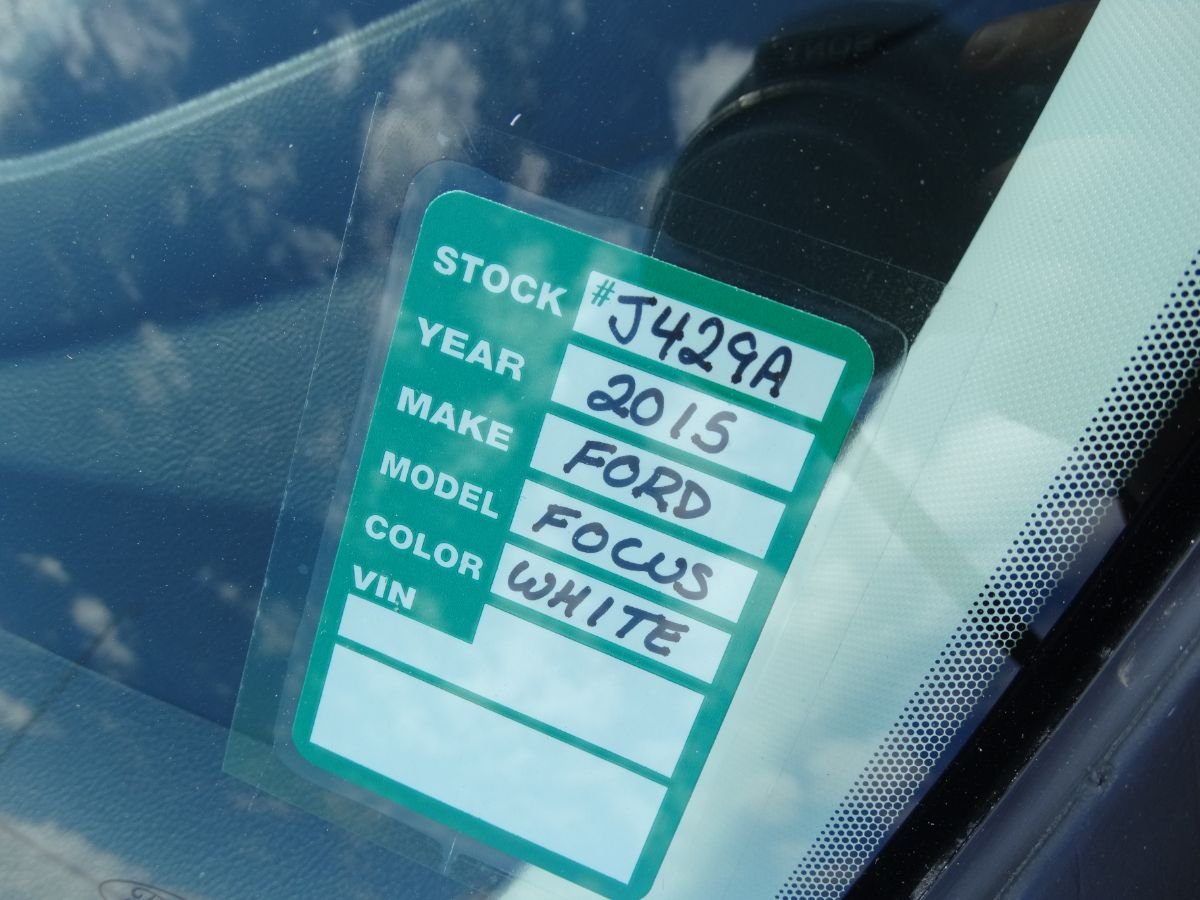 STOCK #J429A
YEAR 2015
MAKE FORD
MODEL FOCUS
COLOR WHITE
VIN